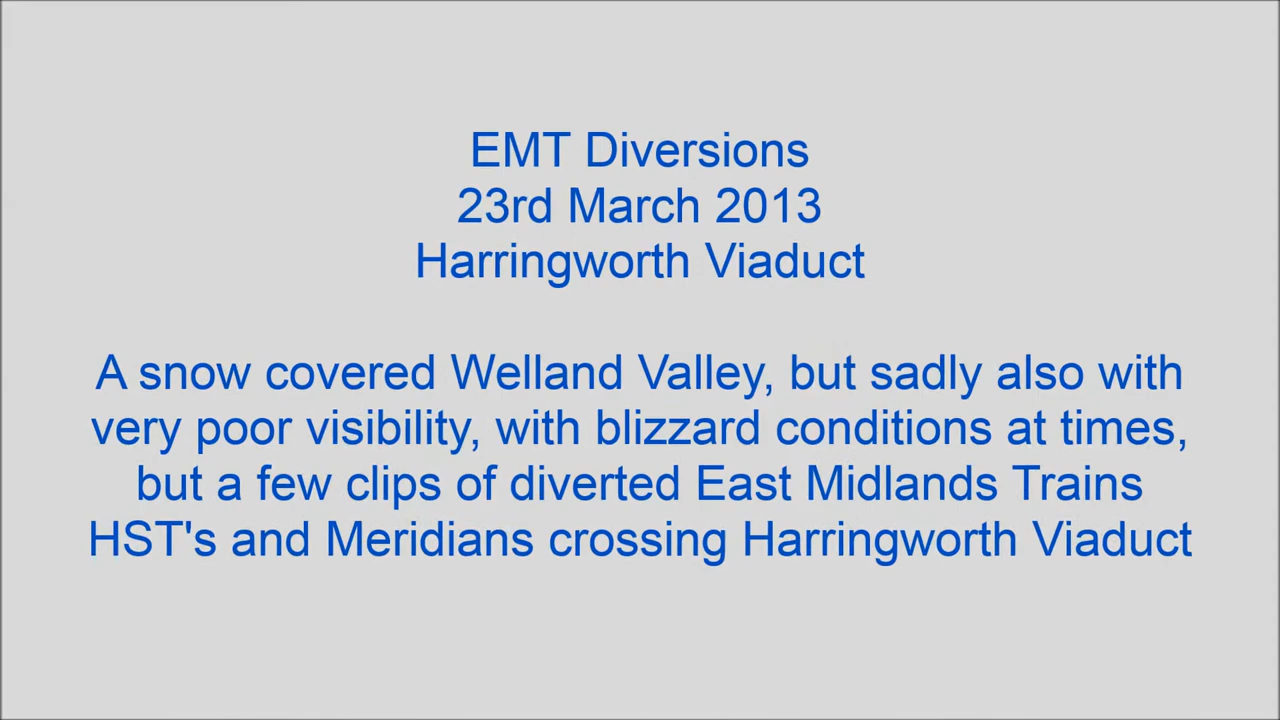 EMT Diversions
23rd March 2013
Harringworth Viaduct
A snow covered Welland Valley, but sadly also with
very poor visibility, with blizzard conditions at times,
but a few clips of diverted East Midlands Trains
HST's and Meridians crossing Harringworth Viaduct